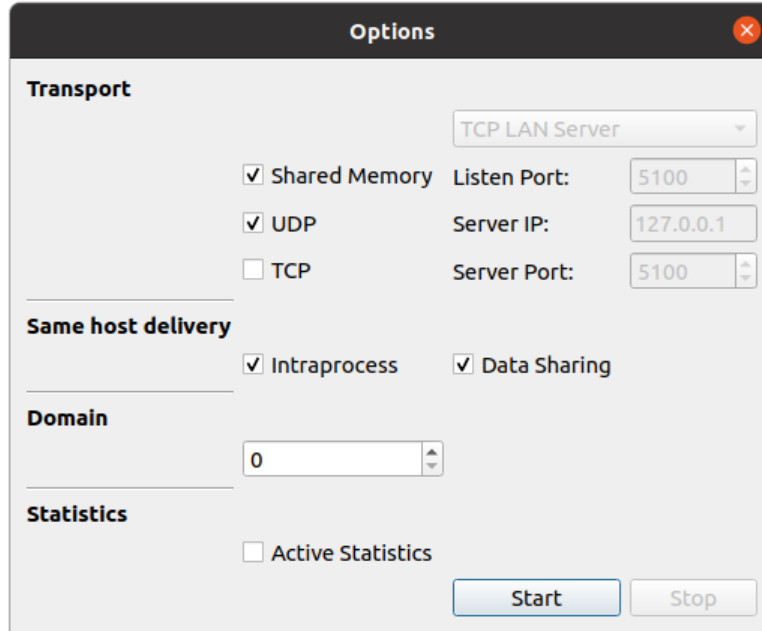 Options
Transport
TCP LAN Server
Shared Memory Listen Port: 5100
UDP Server IP: 127.0.0.1
TCP Server Port: 5100
Same host delivery
Intraprocess Data Sharing
Domain
0
Statistics
Active Statistics
Start Stop